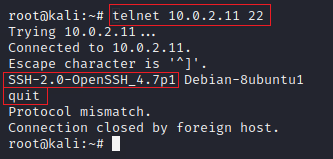 root@kali:~# telnet 10.0.2.11 22
Trying 10.0.2.11...
Connected to 10.0.2.11.
Escape character is '^]'.
SSH-2.0-OpenSSH_4.7p1 Debian-8ubuntu1
quit
Protocol mismatch.
Connection closed by foreign host.
root@kali:~#